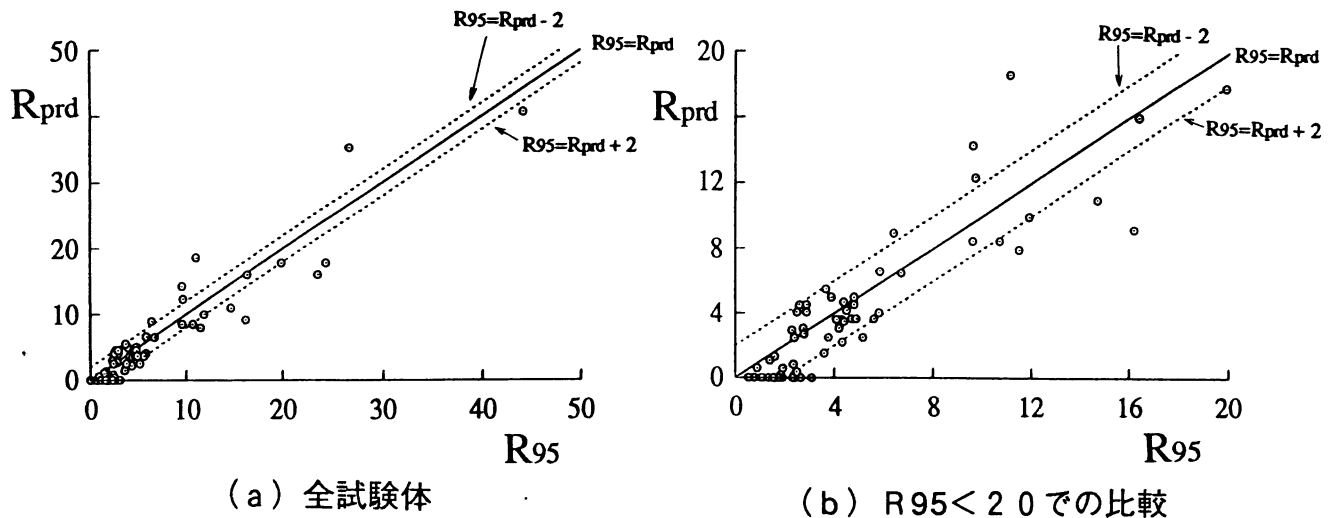 R95=Rprd - 2
R95=Rprd
50
Rprd
40
R95=Rprd + 2
30
20
10
0
0 10 20 30 40 50
R95
(a) 全試験体
R95=Rprd - 2
R95=Rprd
20
Rprd
16
R95=Rprd + 2
12
8
4
0
0 4 8 12 16 20
R95
(b) R95<20での比較